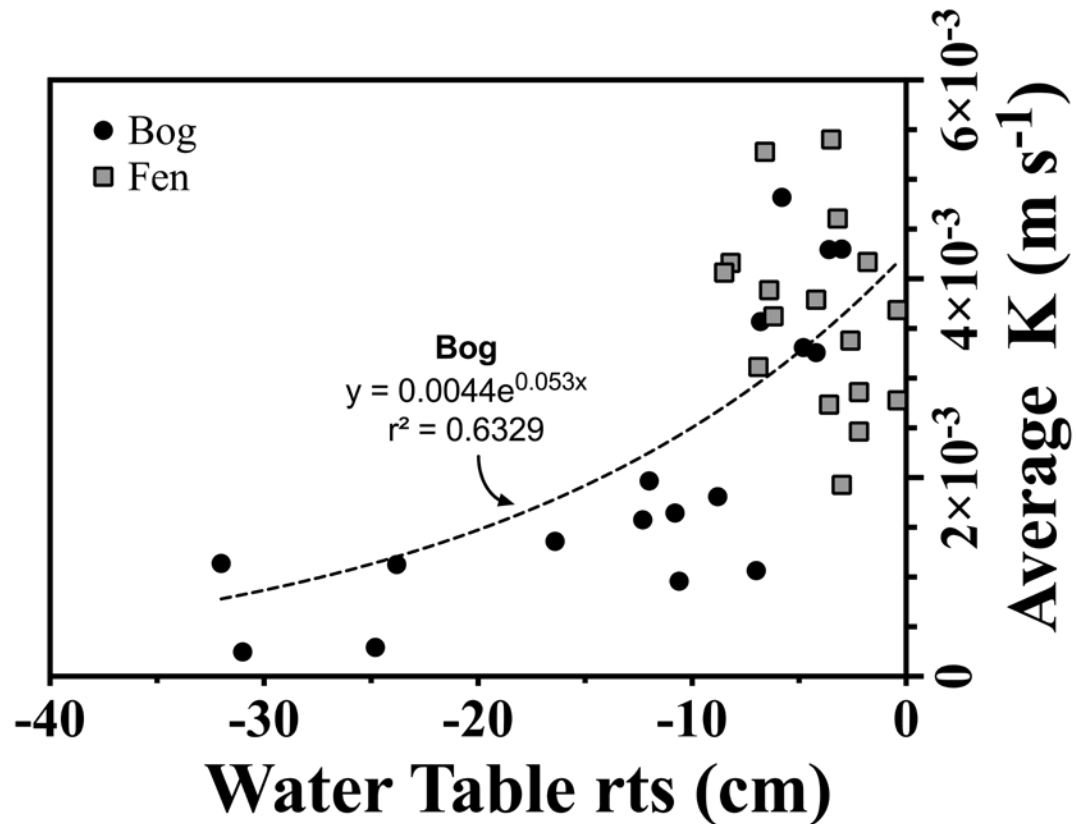 Bog
Fen
Bog
y = 0.0044e^0.053x
r² = 0.6329
-40 -30 -20 -10 0
Water Table rts (cm)
0 2×10⁻³ 4×10⁻³ 6×10⁻³
Average K (m s⁻¹)